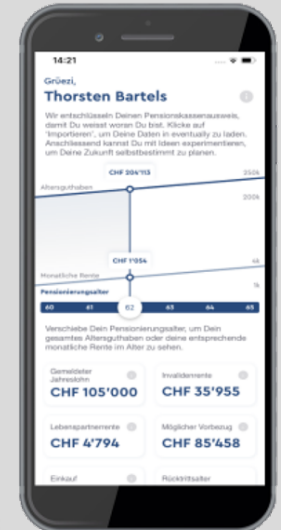 14:21
Grüezi,
Thorsten Bartels
Wir entschlüsseln Deinen Pensionskassenausweis,
damit Du weisst woran Du bist. Klicke auf
'Importieren', um Deine Daten in eventually zu laden.
Anschliessend kannst Du mit Ideen experimentieren,
um Deine Zukunft selbstbestimmt zu planen.
CHF 204'113
250k
Altersguthaben
200k
CHF 1'054
Monatliche Rente
1k
Pensionierungsalter
60 61 62 63 64 65
Verschiebe Dein Pensionierungsalter, um Dein
gesamtes Altersguthaben oder deine entsprechende
monatliche Rente im Alter zu sehen.
Gemeldeter
Jahreslohn
CHF 105'000
Invalidenrente
CHF 35'955
Lebenspartnerrente
CHF 4'794
Möglicher Vorbezug
CHF 85'458
Einkauf
Rücktrittsalter